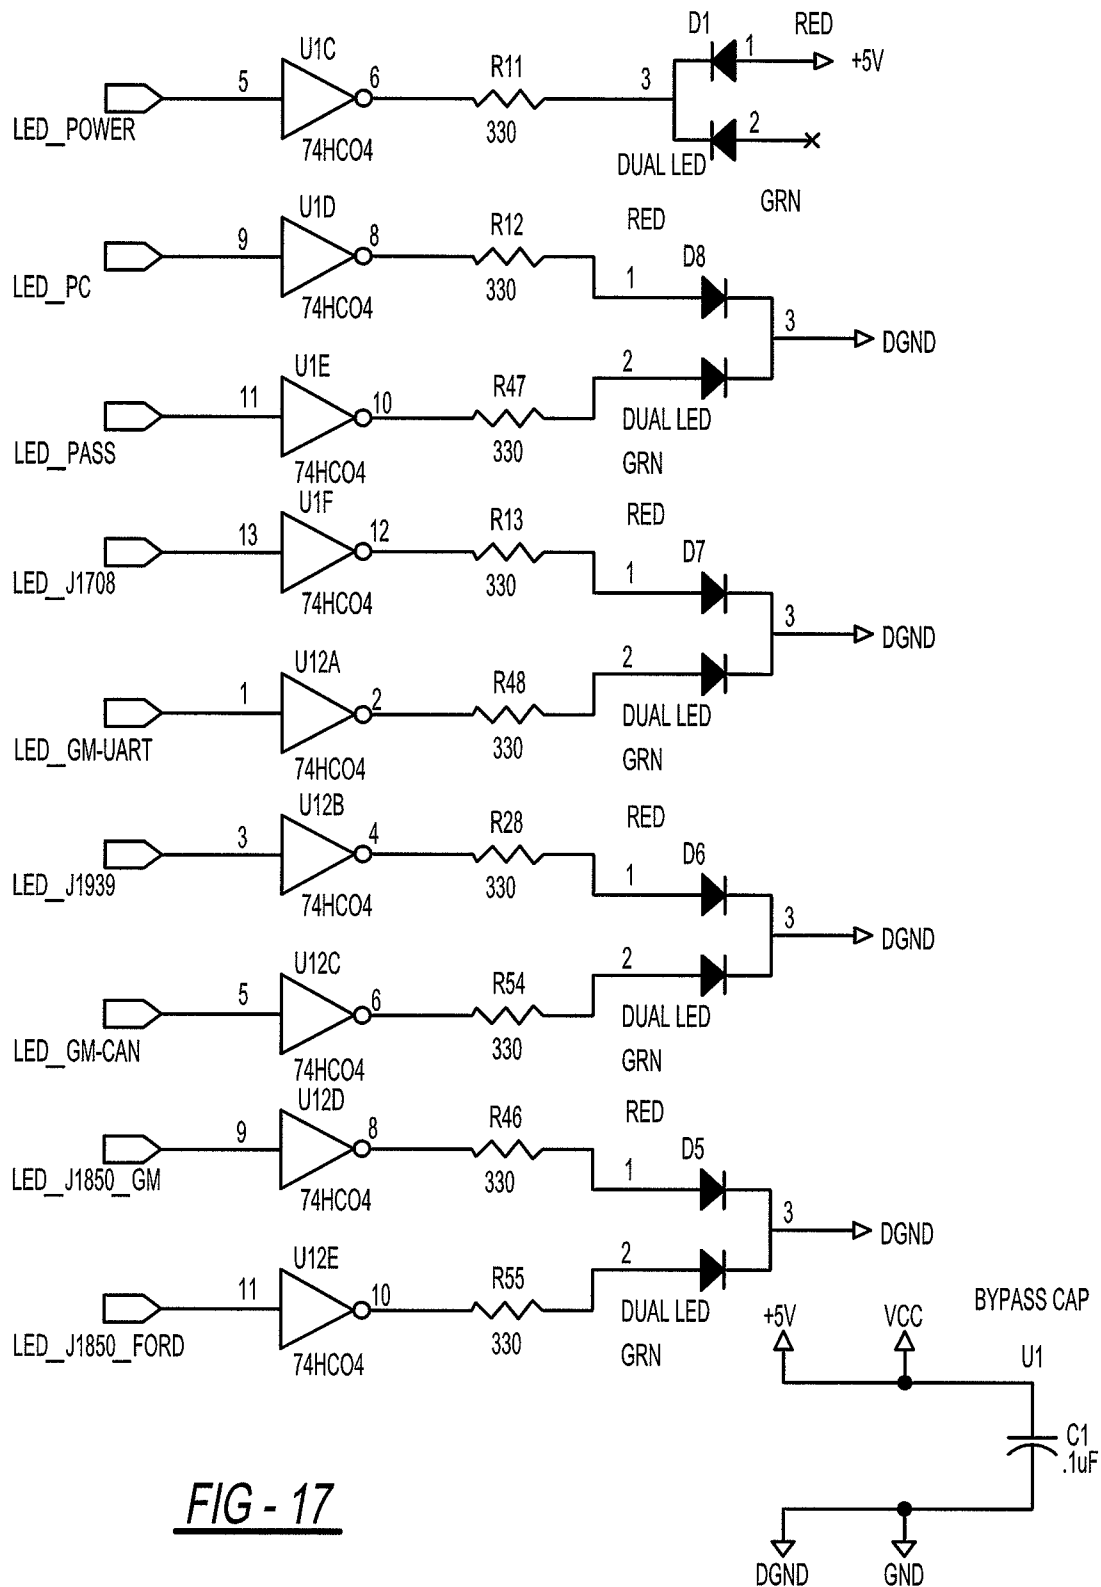 D1 RED
U1C
5 6 R11 3 1 +5V
LED_POWER 330 2
74HCO4 DUAL LED
GRN
U1D RED
9 8 R12 D8
LED_PC 330 1
74HCO4 3 DGND
U1E 2
11 10 R47
LED_PASS 330 DUAL LED
74HCO4 GRN
U1F RED
13 12 R13 D7
LED_J1708 330 1
74HCO4 3 DGND
U12A 2
1 2 R48
LED_GM-UART 330 DUAL LED
74HCO4 GRN
U12B RED
3 4 R28 D6
LED_J1939 330 1
74HCO4 3 DGND
U12C 2
5 6 R54
LED_GM-CAN 330 DUAL LED
74HCO4 GRN
U12D RED
9 8 R46 D5
LED_J1850_GM 330 1
74HCO4 3 DGND
U12E 2
11 10 R55
LED_J1850_FORD 330 DUAL LED
74HCO4 GRN
BYPASS CAP
+5V VCC
U1
C1
.1uF
DGND GND
FIG - 17